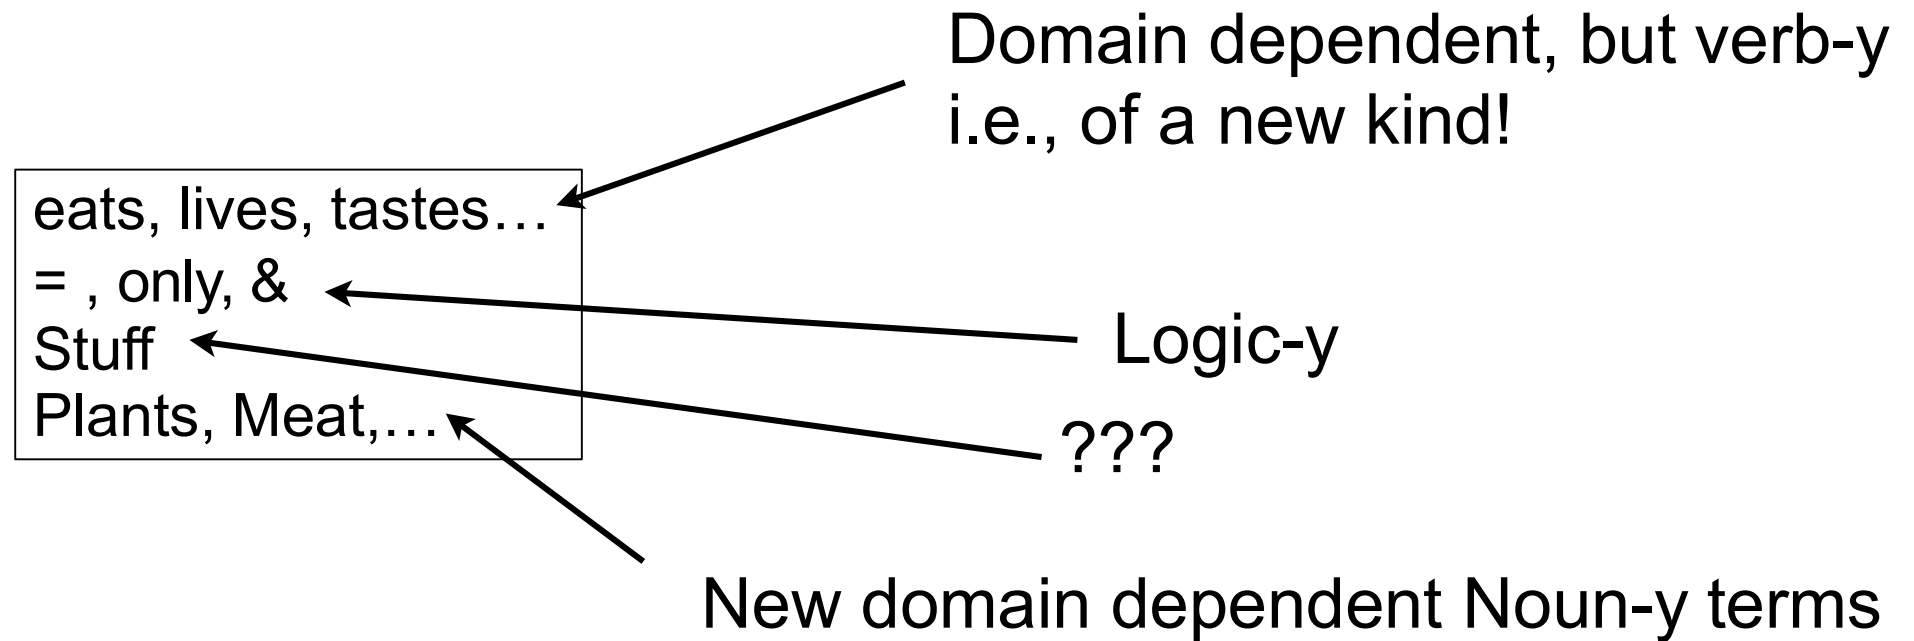 Domain dependent, but verb-y
i.e., of a new kind!
eats, lives, tastes…
= , only, &
Stuff
Plants, Meat,…
Logic-y
???
New domain dependent Noun-y terms